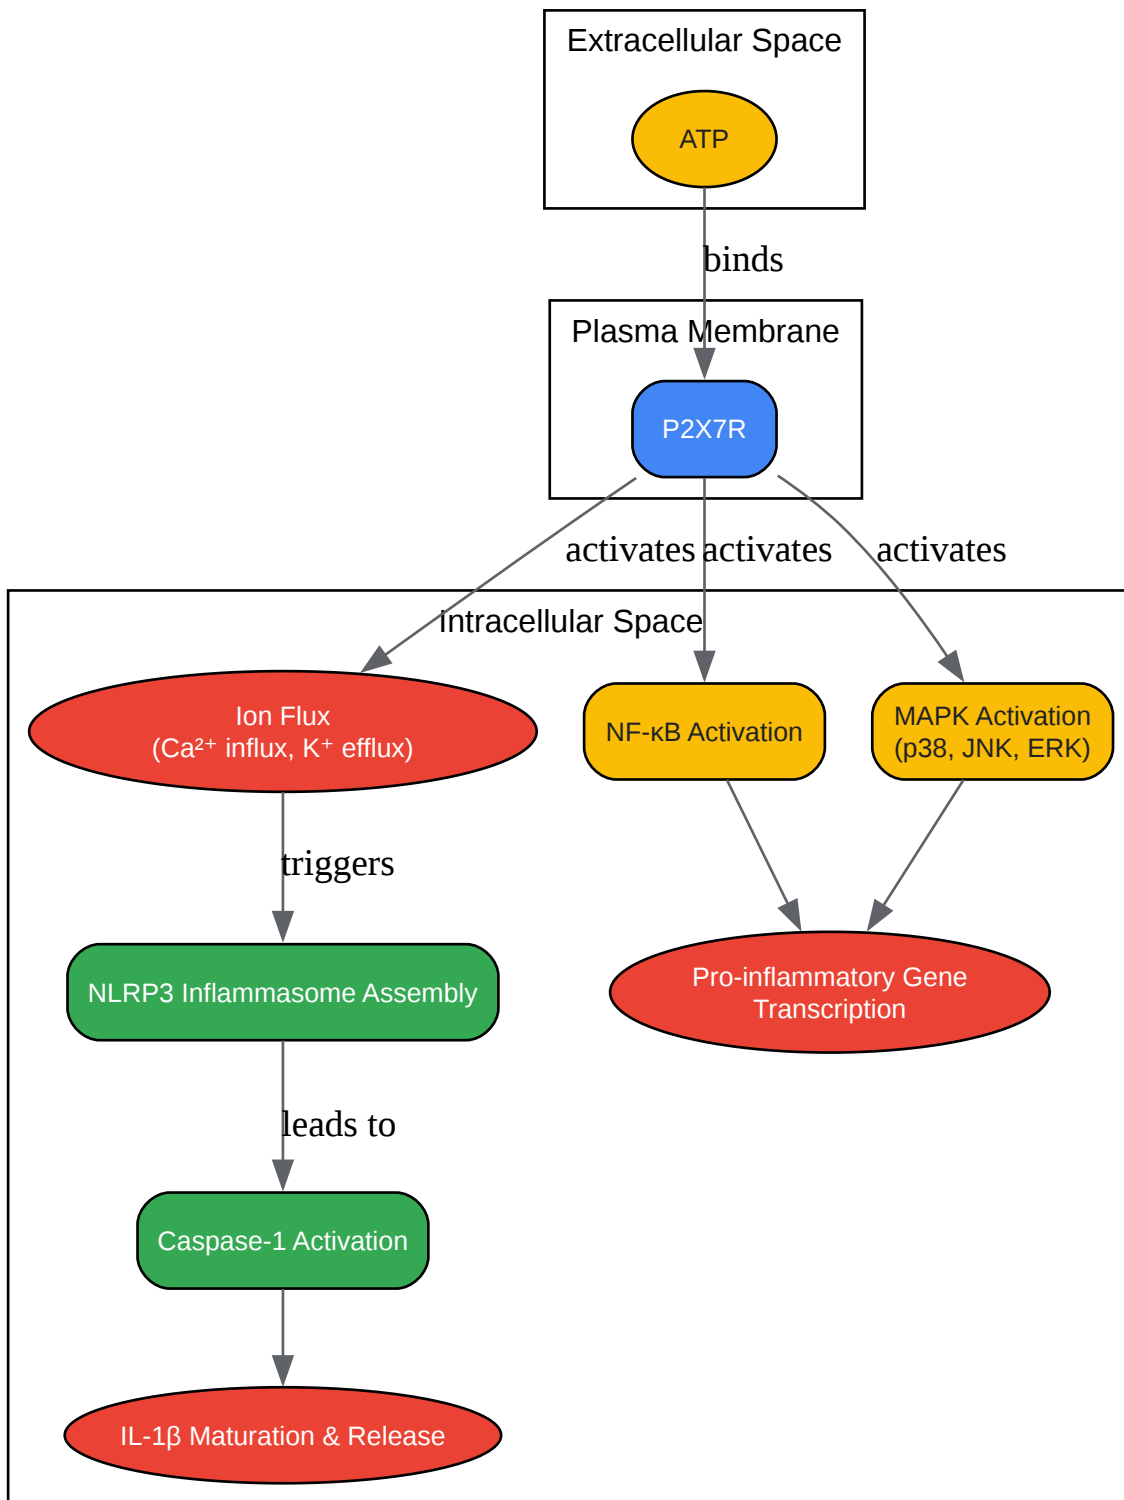 Extracellular Space
ATP
binds
Plasma Membrane
P2X7R
activates
activates
activates
Intracellular Space
Ion Flux
(Ca²⁺ influx, K⁺ efflux)
NF-κB Activation
MAPK Activation
(p38, JNK, ERK)
triggers
NLRP3 Inflammasome Assembly
Pro-inflammatory Gene
Transcription
leads to
Caspase-1 Activation
IL-1β Maturation & Release